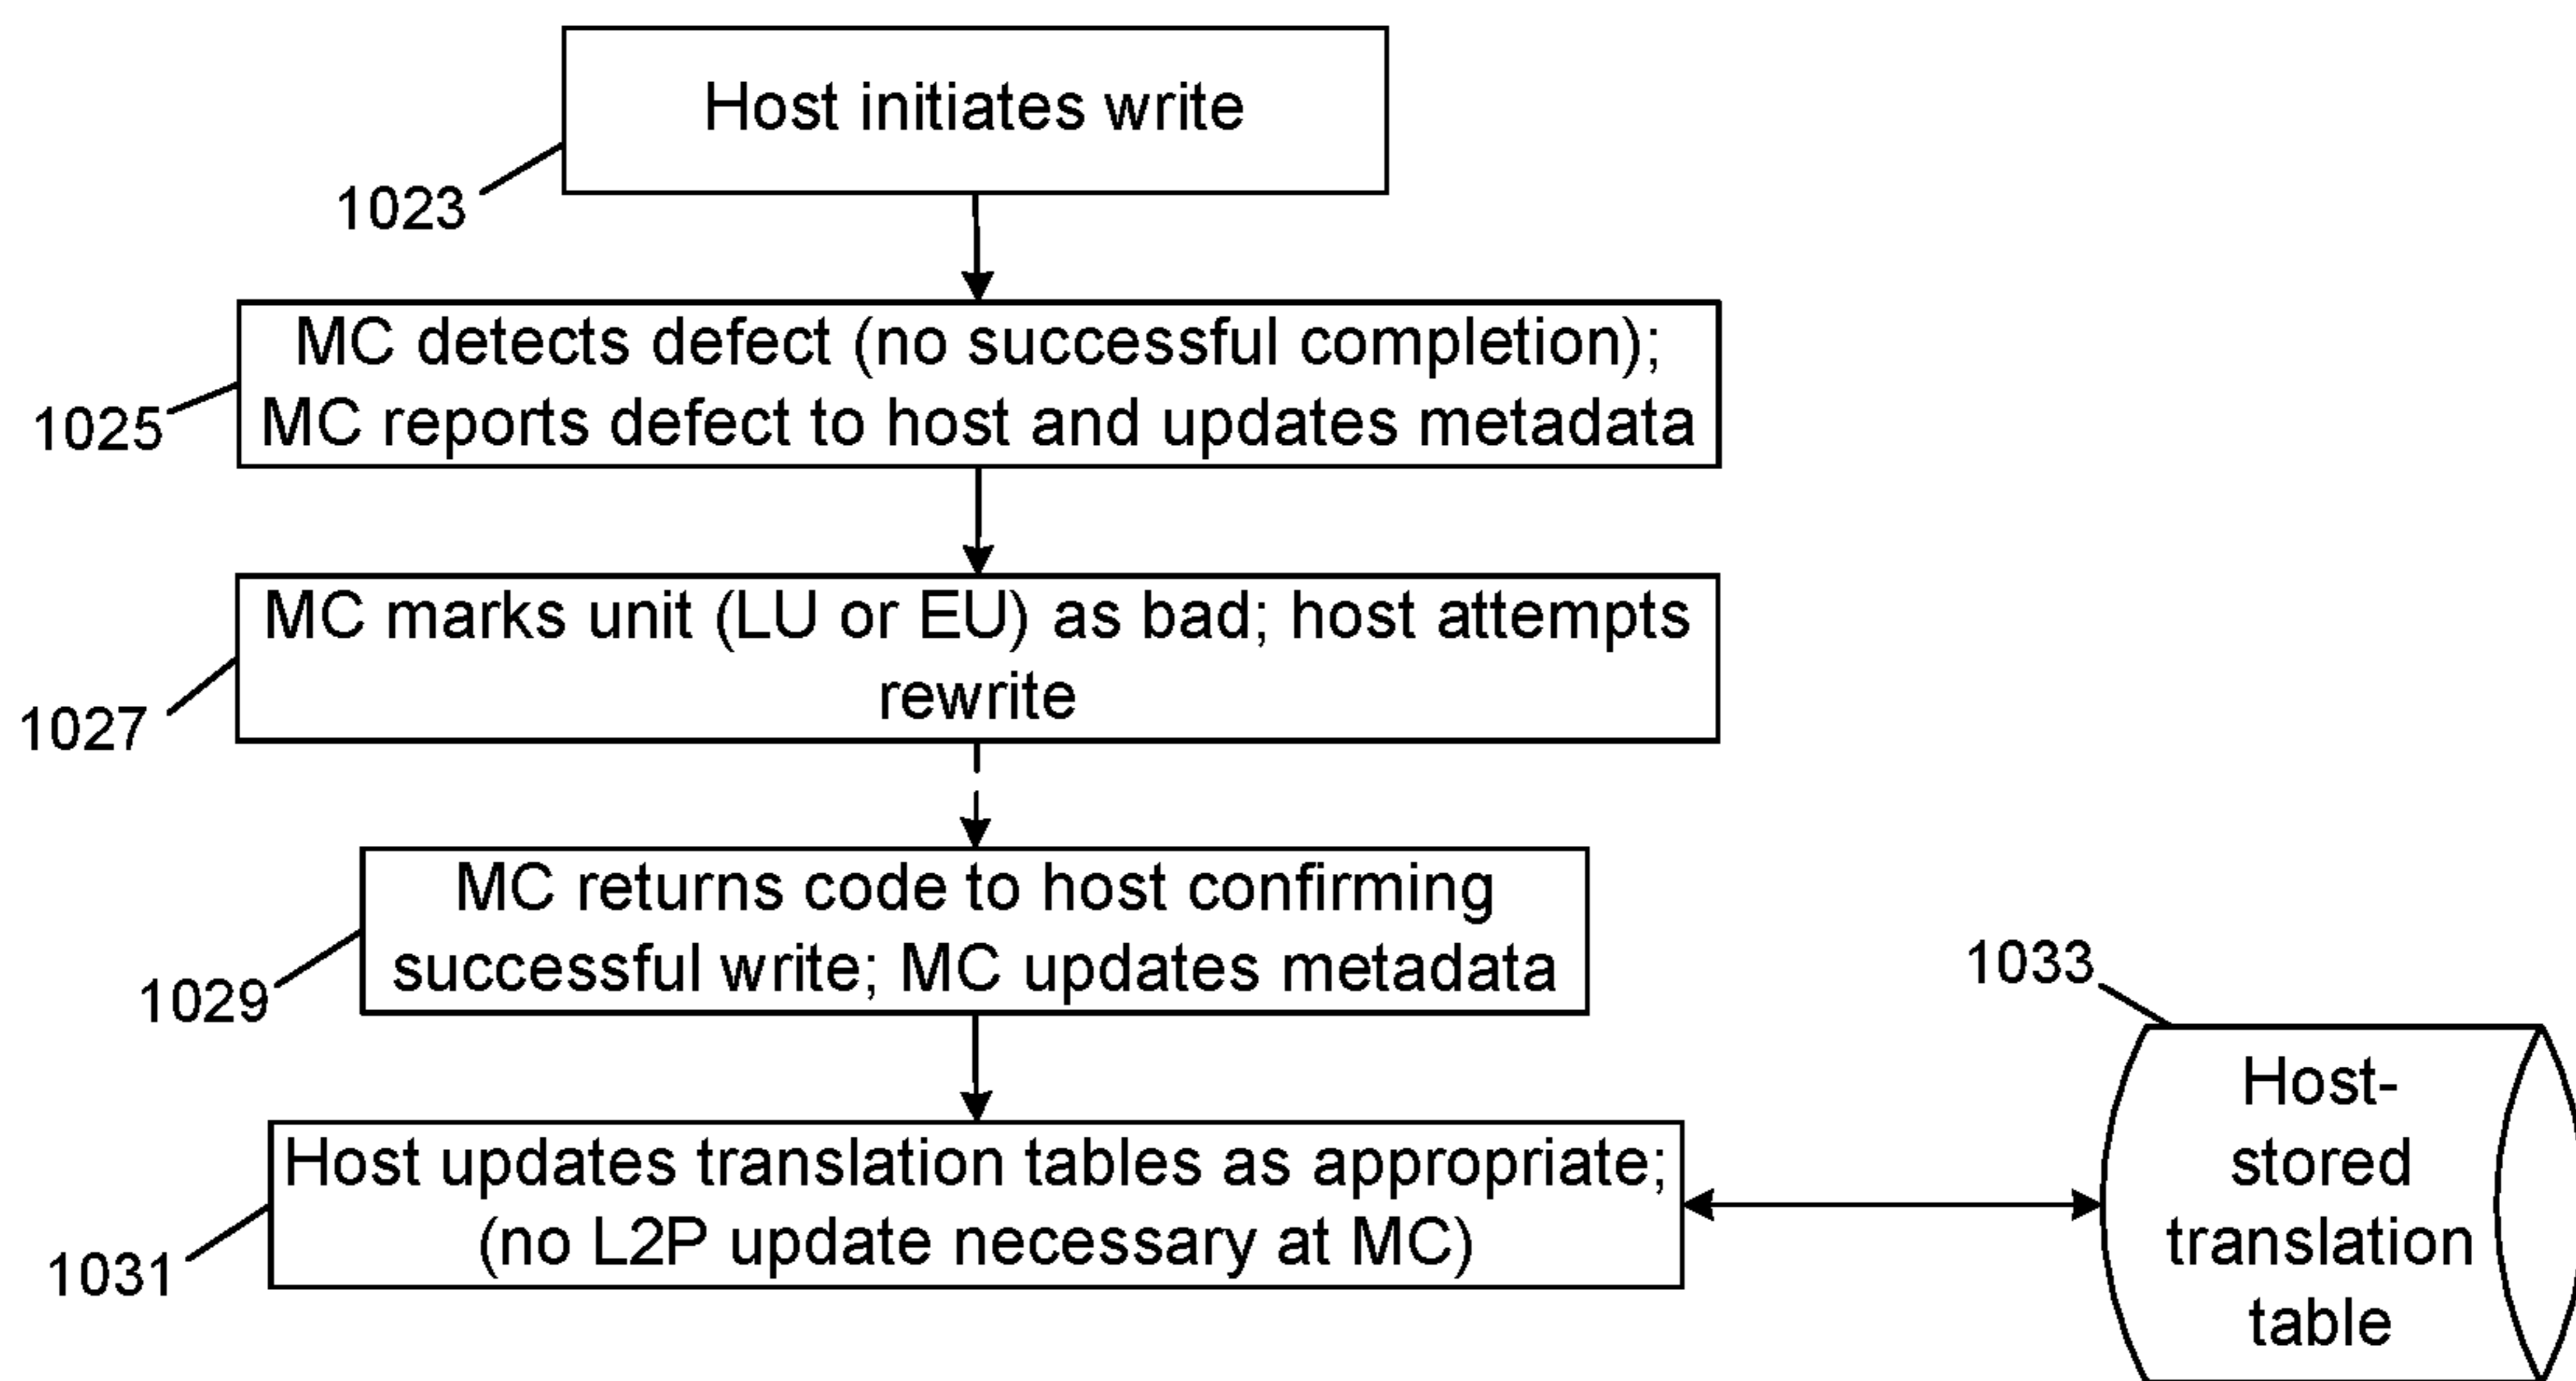 Host initiates write
1023
MC detects defect (no successful completion);
MC reports defect to host and updates metadata
1025
MC marks unit (LU or EU) as bad; host attempts
rewrite
1027
MC returns code to host confirming
successful write; MC updates metadata
1029
1033
Host updates translation tables as appropriate;
(no L2P update necessary at MC)
1031
Host-
stored
translation
table